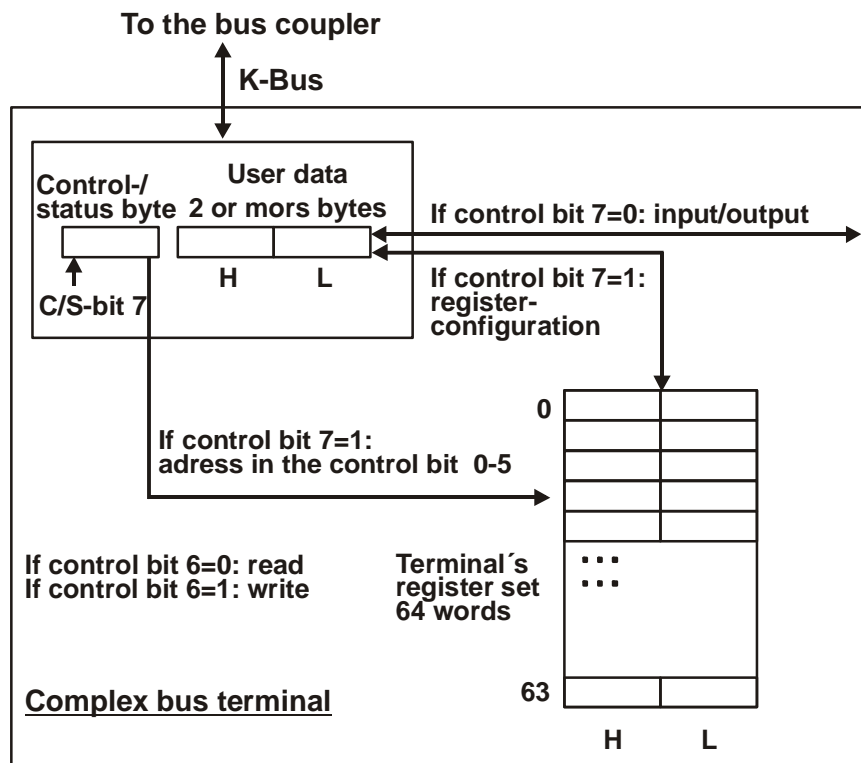 To the bus coupler
K-Bus
Control-/
status byte
User data
2 or mors bytes
H
L
C/S-bit 7
If control bit 7=0: input/output
If control bit 7=1:
register-
configuration
If control bit 7=1:
adress in the control bit  0-5
0
If control bit 6=0: read
If control bit 6=1: write
Terminal´s
register set
64 words
63
H
L
Complex bus terminal